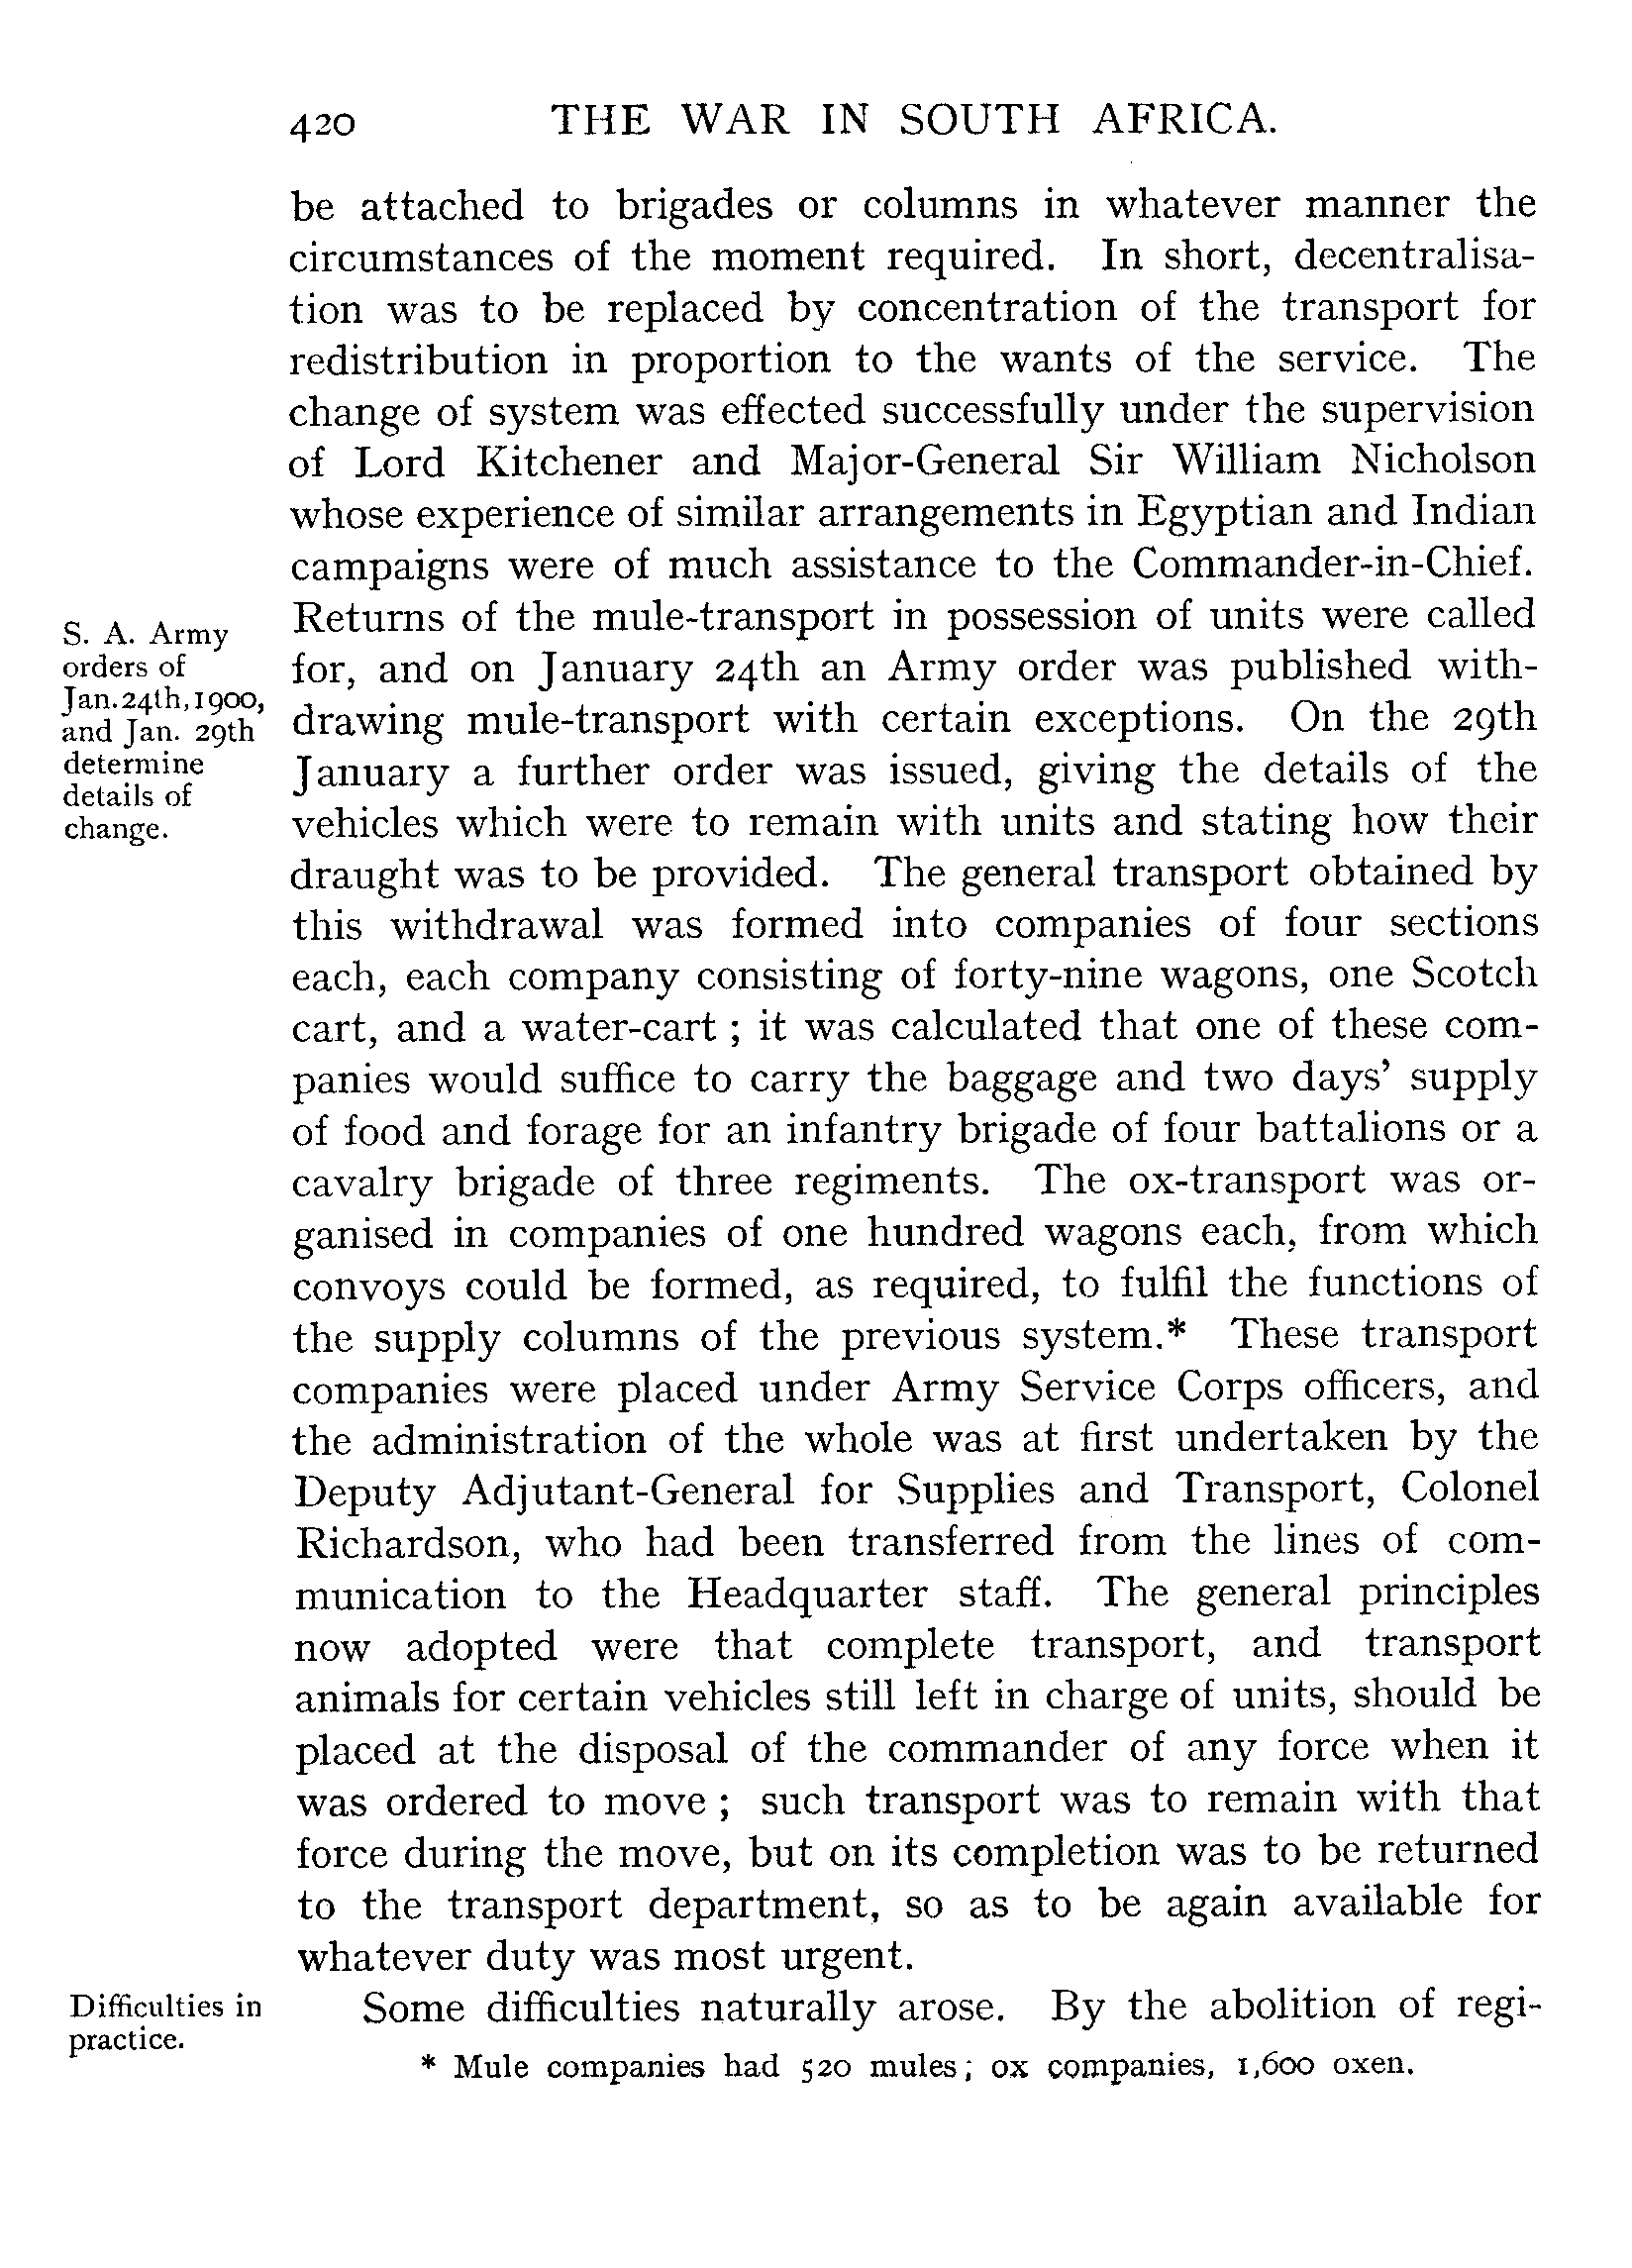 420 THE WAR IN SOUTH AFRICA.
be attached to brigades or columns in whatever manner the
circumstances of the moment required. In short, decentralisa-
tion was to be replaced by concentration of the transport for
redistribution in proportion to the wants of the service. The
change of system was effected successfully under the supervision
of Lord Kitchener and Major-General Sir William Nicholson
whose experience of similar arrangements in Egyptian and Indian
campaigns were of much assistance to the Commander-in-Chief.
S. A. Army
orders of
Jan. 24th, 1900,
and Jan. 29th
determine
details of
change.
Returns of the mule-transport in possession of units were called
for, and on January 24th an Army order was published with-
drawing mule-transport with certain exceptions. On the 29th
January a further order was issued, giving the details of the
vehicles which were to remain with units and stating how their
draught was to be provided. The general transport obtained by
this withdrawal was formed into companies of four sections
each, each company consisting of forty-nine wagons, one Scotch
cart, and a water-cart ; it was calculated that one of these com-
panies would suffice to carry the baggage and two days' supply
of food and forage for an infantry brigade of four battalions or a
cavalry brigade of three regiments. The ox-transport was or-
ganised in companies of one hundred wagons each, from which
convoys could be formed, as required, to fulfil the functions of
the supply columns of the previous system.* These transport
companies were placed under Army Service Corps officers, and
the administration of the whole was at first undertaken by the
Deputy Adjutant-General for Supplies and Transport, Colonel
Richardson, who had been transferred from the lines of com-
munication to the Headquarter staff. The general principles
now adopted were that complete transport, and transport
animals for certain vehicles still left in charge of units, should be
placed at the disposal of the commander of any force when it
was ordered to move ; such transport was to remain with that
force during the move, but on its completion was to be returned
to the transport department, so as to be again available for
whatever duty was most urgent.
Difficulties in
practice.
Some difficulties naturally arose. By the abolition of regi-
* Mule companies had 520 mules; ox companies, 1,600 oxen.